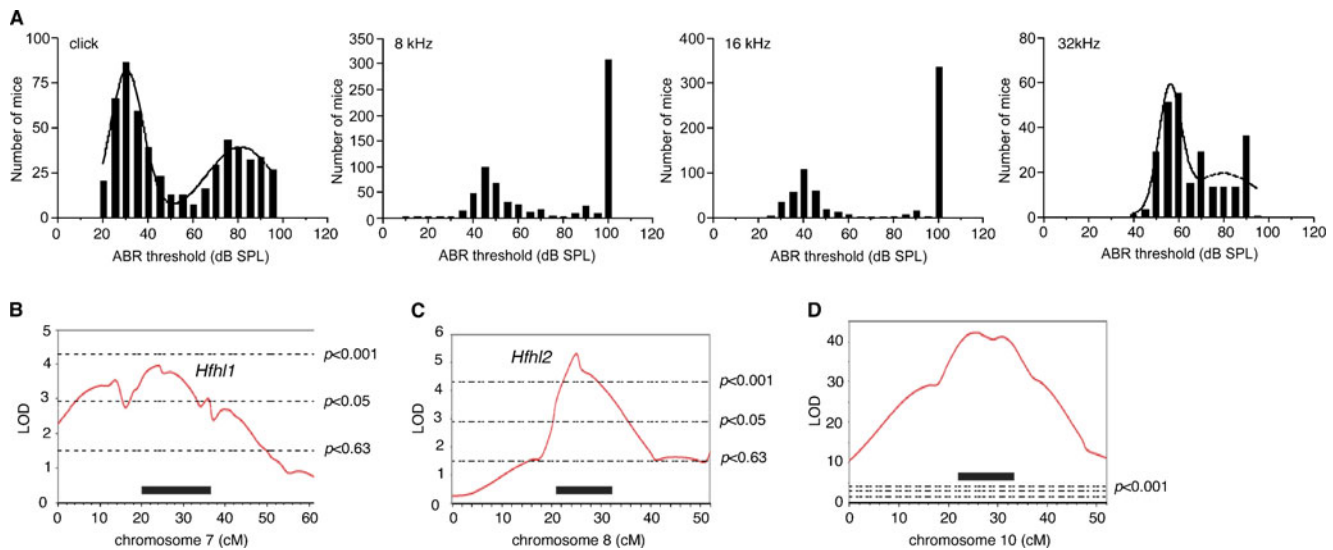 A
click
100
75
50
25
0
Number of mice
0 20 40 60 80 100 120
ABR threshold (dB SPL)
8 kHz
350
300
250
200
150
100
50
0
Number of mice
0 20 40 60 80 100 120
ABR threshold (dB SPL)
16 kHz
400
300
200
100
0
Number of mice
0 20 40 60 80 100 120
ABR threshold (dB SPL)
32kHz
80
60
40
20
0
Number of mice
0 20 40 60 80 100 120
ABR threshold (dB SPL)
B
5
4
3
2
1
0
LOD
Hfhl1
p<0.001
p<0.05
p<0.63
0 10 20 30 40 50 60
chromosome 7 (cM)
C
6
5
4
3
2
1
0
LOD
Hfhl2
p<0.001
p<0.05
p<0.63
0 10 20 30 40 50
chromosome 8 (cM)
D
40
30
20
10
0
LOD
p<0.001
0 10 20 30 40 50
chromosome 10 (cM)